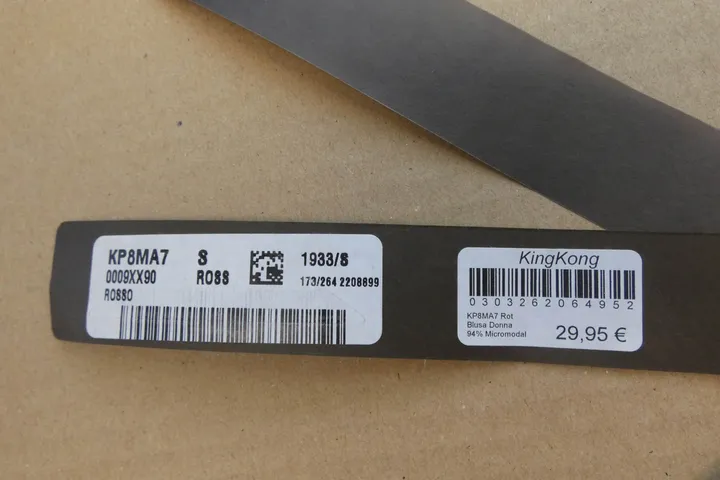 KP8MA7 S 1933/S
0009XX90 ROSS 173/264 2208899
ROSSO
KingKong
0303262064952
KP8MA7 Rot
Blusa Donna
94% Micromodal
29,95 €